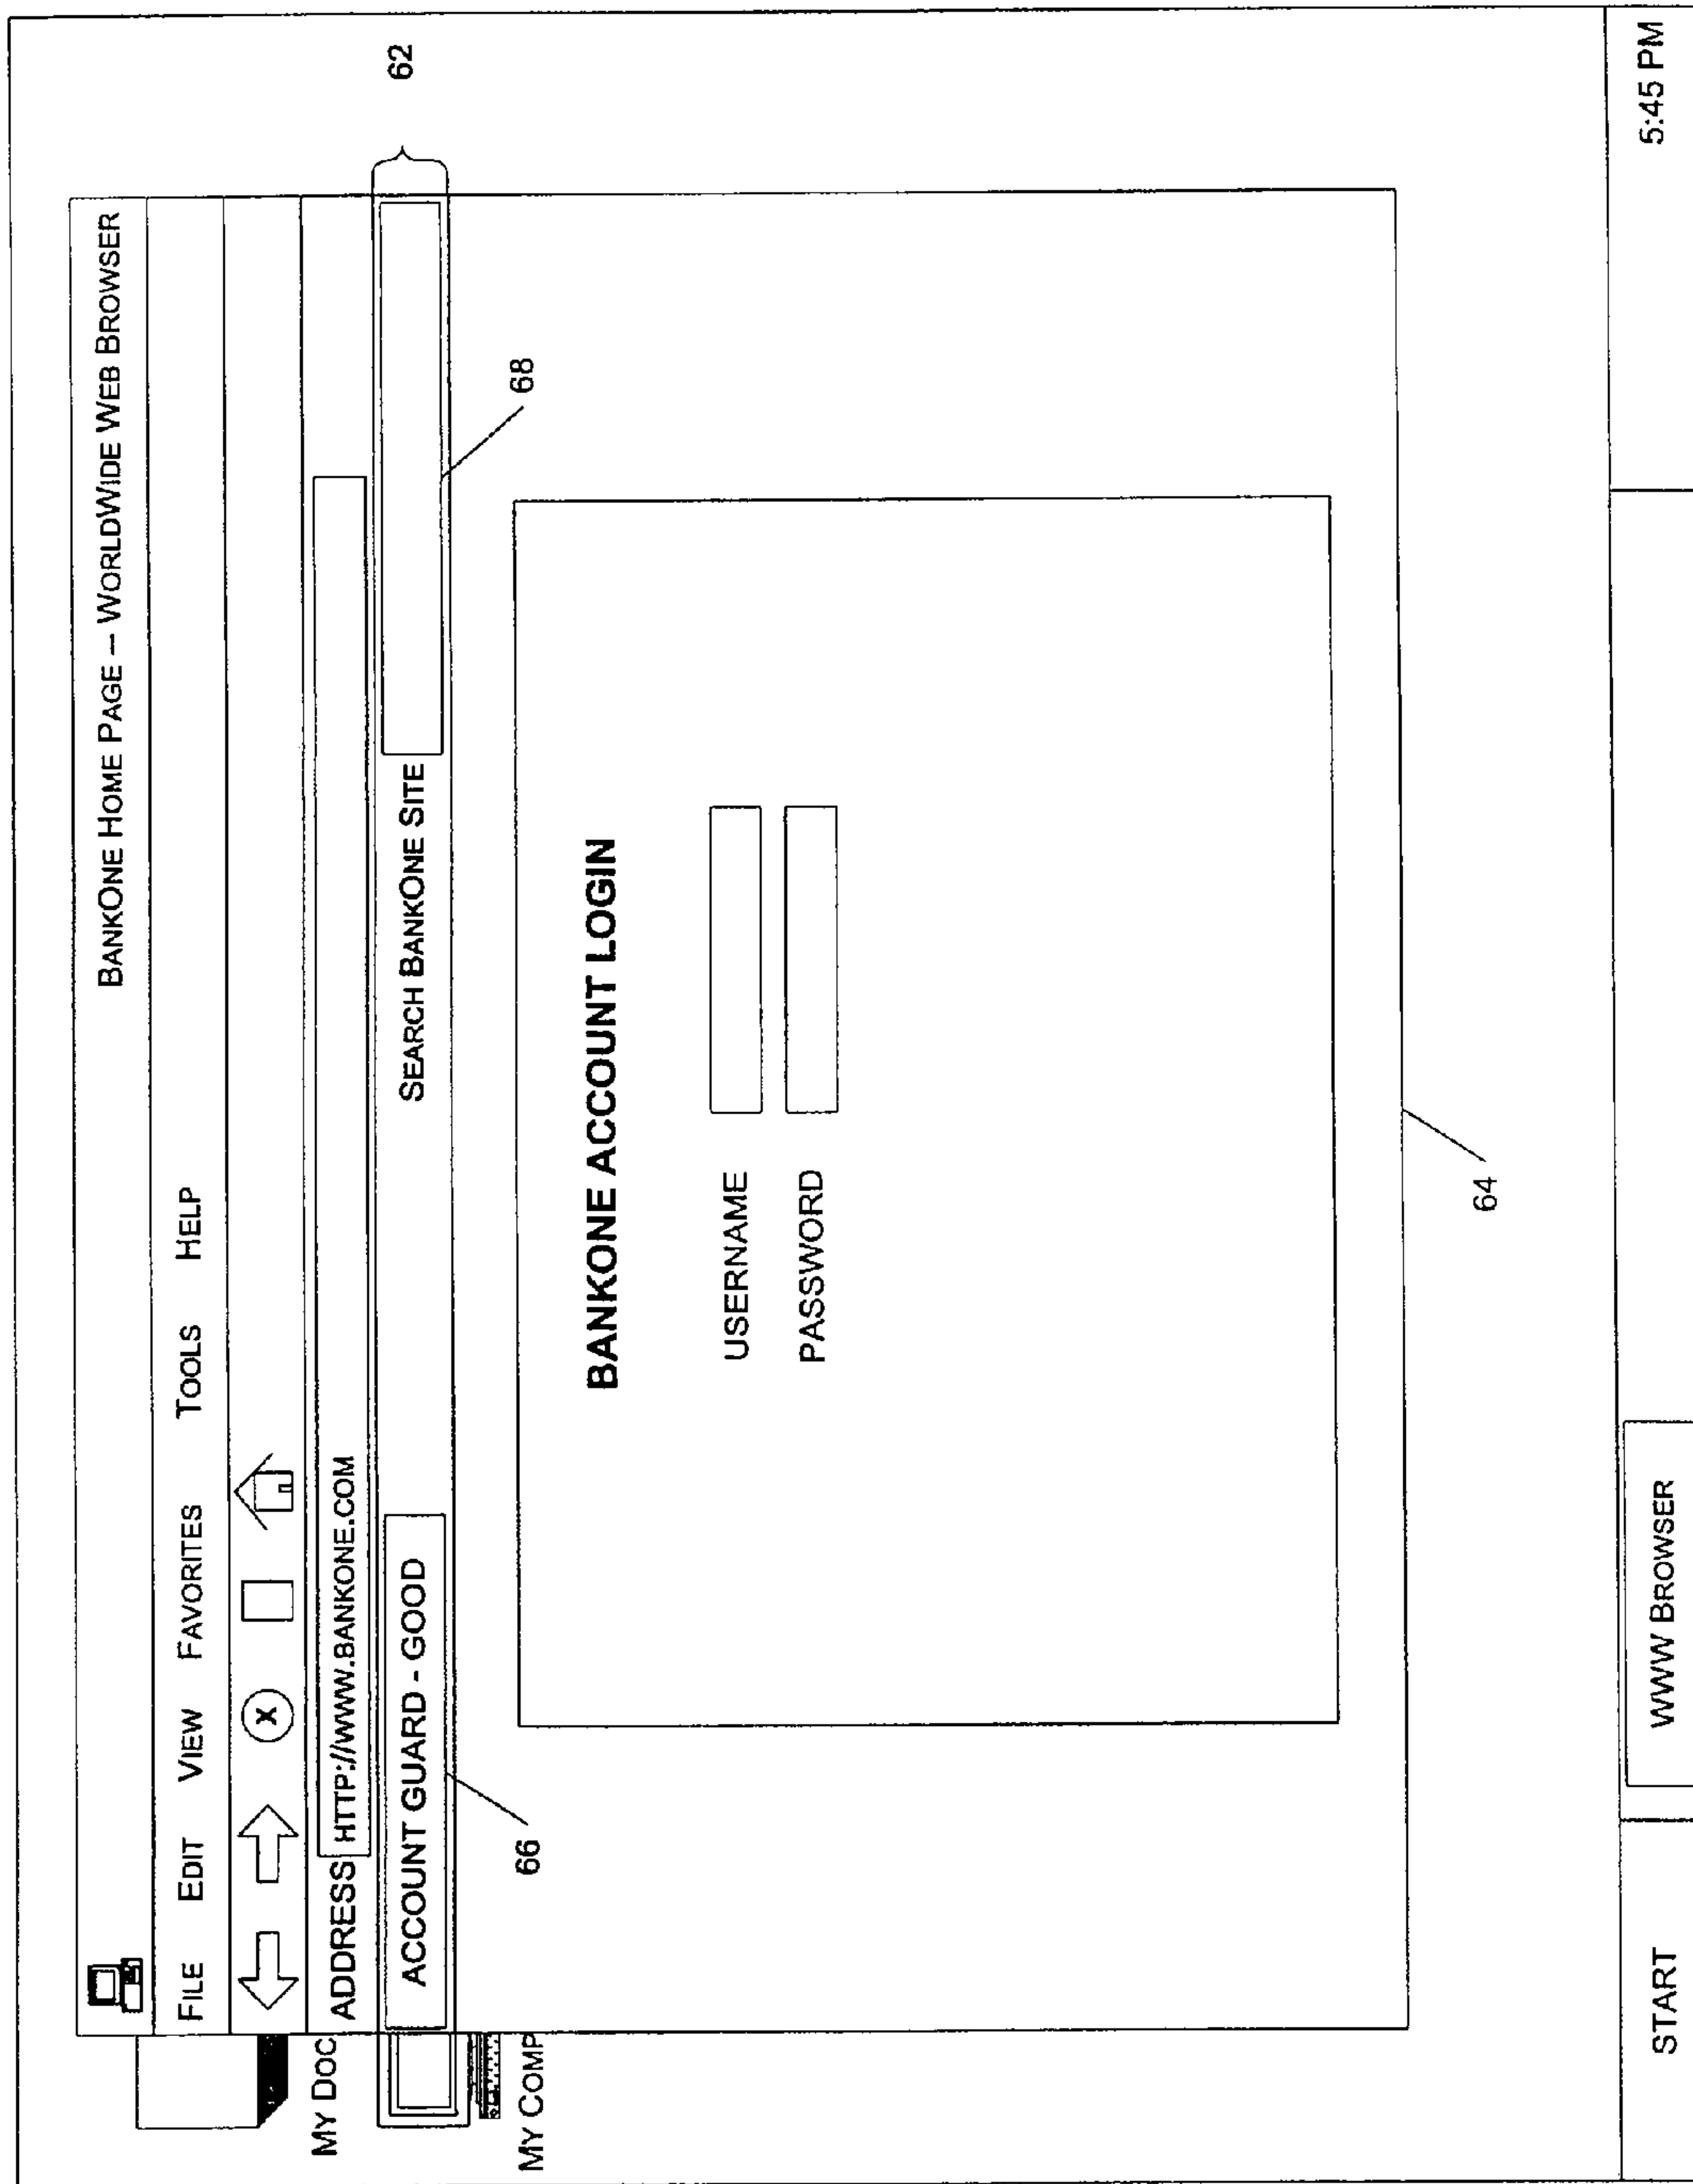 BANKONE HOME PAGE – WORLDWIDE WEB BROWSER
FILE EDIT VIEW FAVORITES TOOLS HELP
X
ADDRESS HTTP://WWW.BANKONE.COM
MY DOC
ACCOUNT GUARD - GOOD SEARCH BANKONE SITE
62
66
68
MY COMP
BANKONE ACCOUNT LOGIN
USERNAME
PASSWORD
64
START WWW BROWSER 5:45 PM